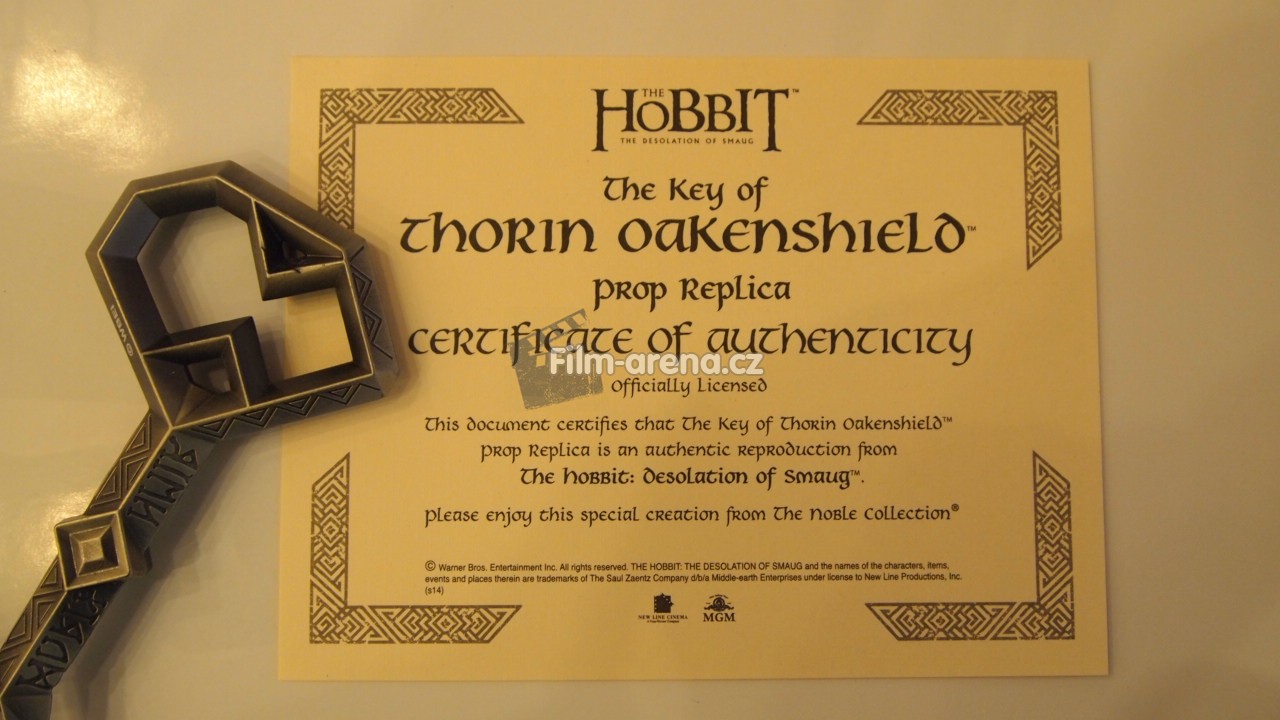 THE
HOBBIT™
THE DESOLATION OF SMAUG
The Key of
Thorin Oakenshield™
Prop Replica
Certificate of Authenticity
Film-arena.cz
Officially Licensed
This document certifies that The Key of Thorin Oakenshield™
Prop Replica is an authentic reproduction from
The Hobbit: Desolation of Smaug™.
Please enjoy this special creation from The Noble Collection®
© Warner Bros. Entertainment Inc. All rights reserved. THE HOBBIT: THE DESOLATION OF SMAUG and the names of the characters, items,
events and places therein are trademarks of The Saul Zaentz Company d/b/a Middle-earth Enterprises under license to New Line Productions, Inc.
(s14)
NEW LINE CINEMA
MGM